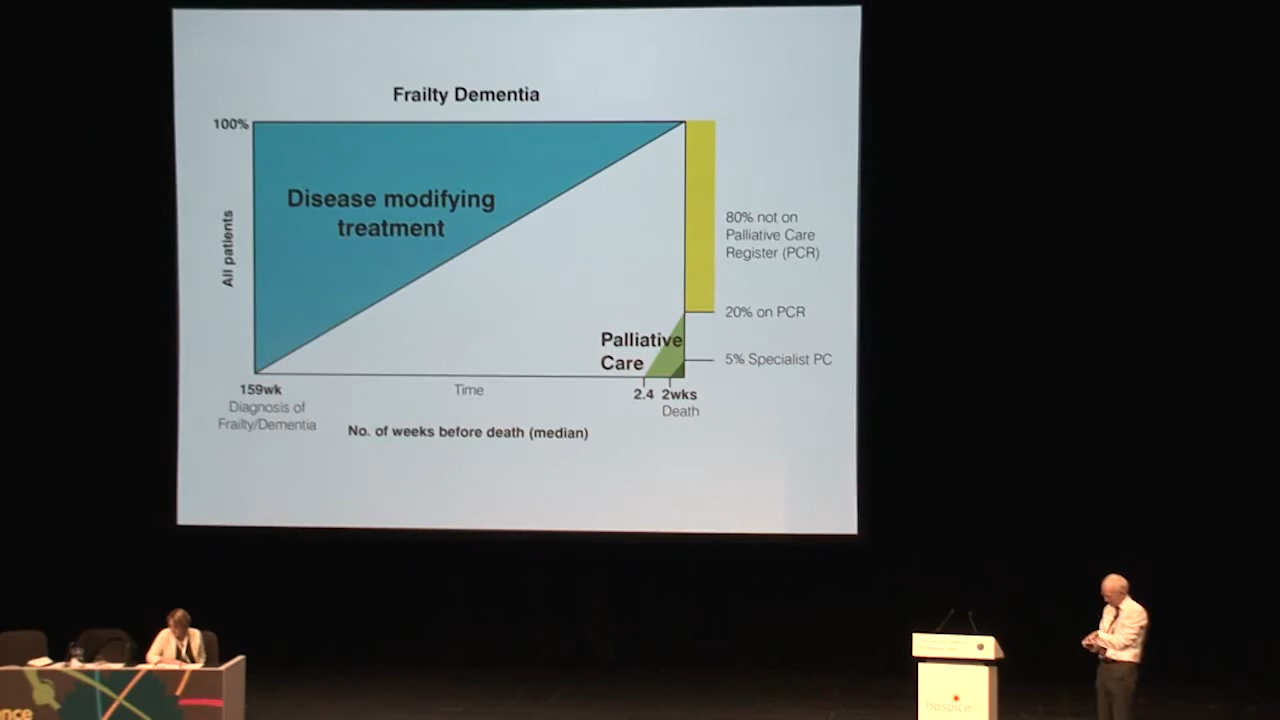 Frailty Dementia
100%
All patients
Disease modifying
treatment
80% not on
Palliative Care
Register (PCR)
20% on PCR
5% Specialist PC
Palliative
Care
159wk
Diagnosis of
Frailty/Dementia
Time
2.4 2wks
Death
No. of weeks before death (median)
ence
hospice